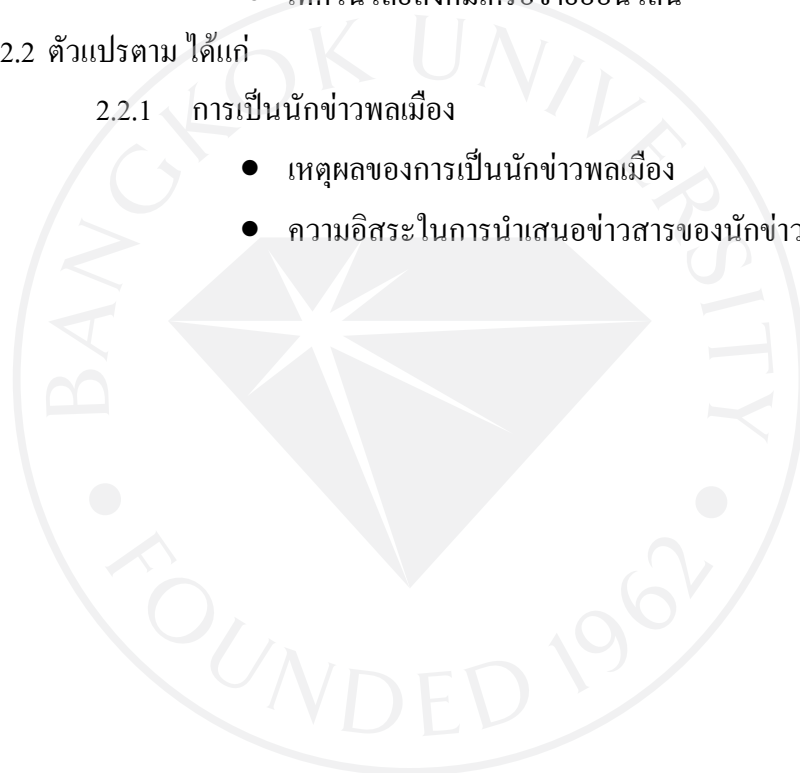 2.2 ตัวแปรตาม ได้แก่
2.2.1 การเป็นนักข่าวพลเมือง
● เหตุผลของการเป็นนักข่าวพลเมือง
● ความอิสระในการนำเสนอข่าวสารของนักข่าว
BANGKOK UNIVERSITY
● FOUNDED 1962 ●